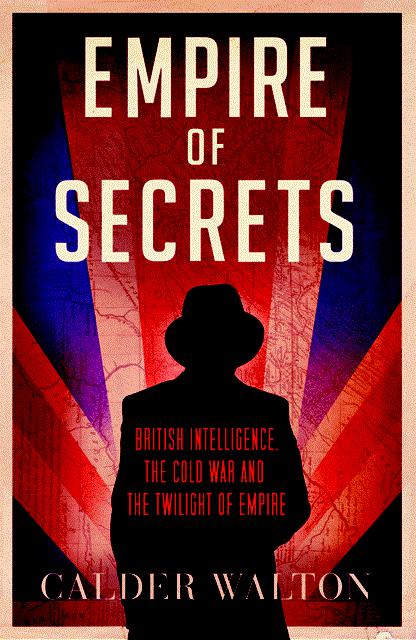 EMPIRE
OF
SECRETS
BRITISH INTELLIGENCE,
THE COLD WAR AND
THE TWILIGHT OF EMPIRE
CALDER WALTON